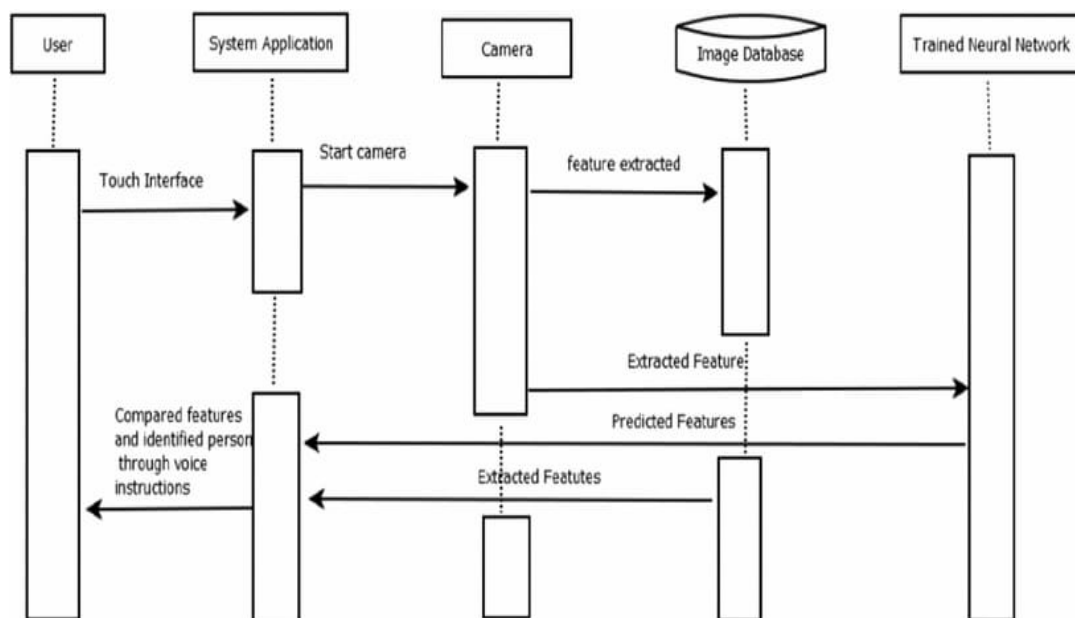 User
System Application
Camera
Image Database
Trained Neural Network
Start camera
Touch Interface
feature extracted
Extracted Feature
Compared features
and identified person
through voice
instructions
Predicted Features
Extracted Featutes